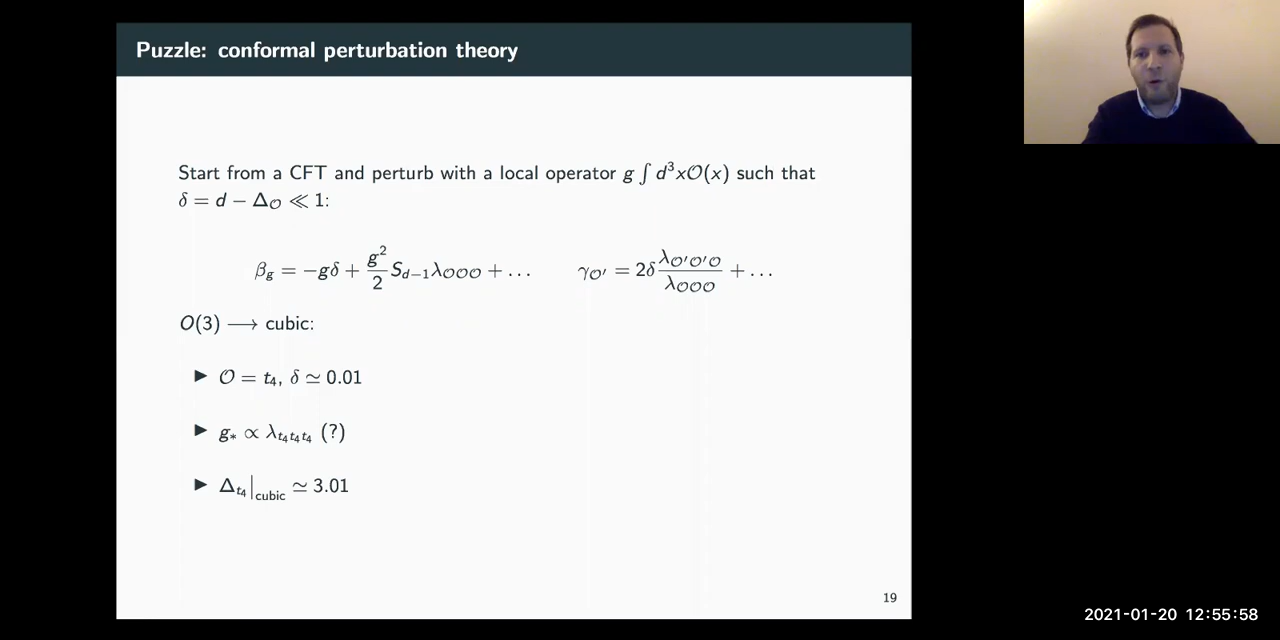 Puzzle: conformal perturbation theory
Start from a CFT and perturb with a local operator g ∫ d³x𝒪(x) such that
δ = d − Δ_𝒪 ≪ 1:
β_g = −gδ + g²/2 S_{d−1}λ_{𝒪𝒪𝒪} + … γ_{𝒪′} = 2δ λ_{𝒪′𝒪′𝒪}/λ_{𝒪𝒪𝒪} + …
O(3) ⟶ cubic:
▶ 𝒪 = t₄, δ ≃ 0.01
▶ g_* ∝ λ_{t₄t₄t₄} (?)
▶ Δ_{t₄}|_{cubic} ≃ 3.01
19
2021-01-20 12:55:58